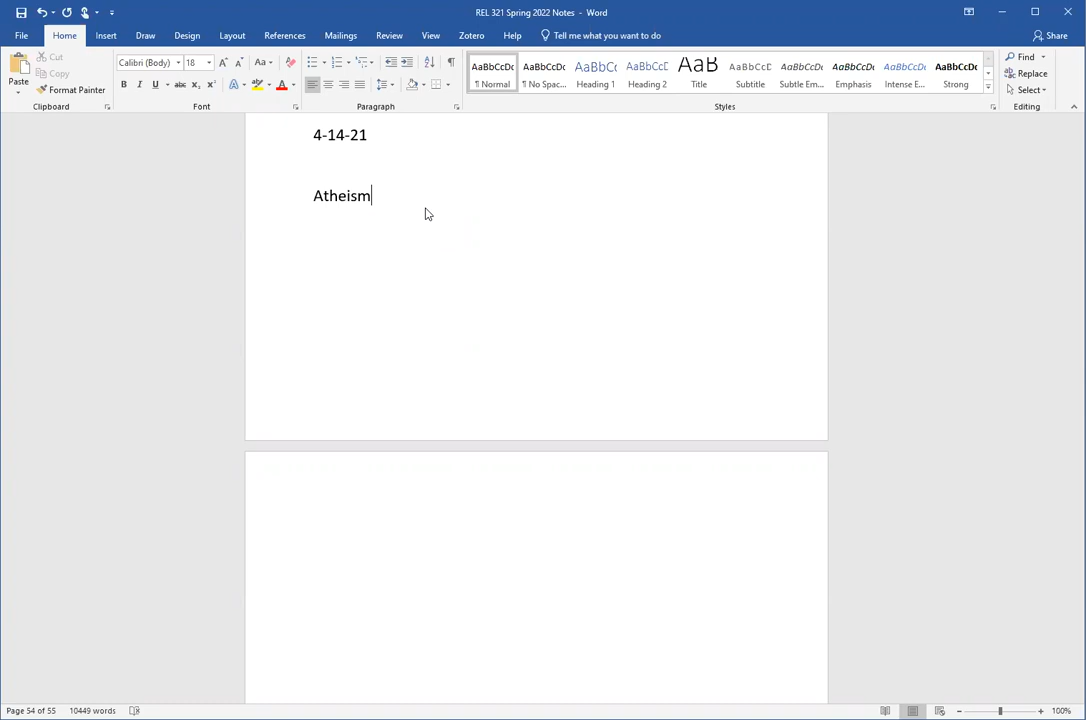 REL 321 Spring 2022 Notes - Word
File Home Insert Draw Design Layout References Mailings Review View Zotero Help Tell me what you want to do Share
Paste Cut Copy Format Painter
Calibri (Body) 18
AaBbCcDc AaBbCcDc AaBbCc AaBbCcD AaB AaBbCcD AaBbCcDc AaBbCcDc AaBbCcDc AaBbCcDc
¶ Normal ¶ No Spac... Heading 1 Heading 2 Title Subtitle Subtle Em... Emphasis Intense E... Strong
Find Replace Select
Clipboard Font Paragraph Styles Editing
4-14-21
Atheism
Page 54 of 55 10449 words 100%